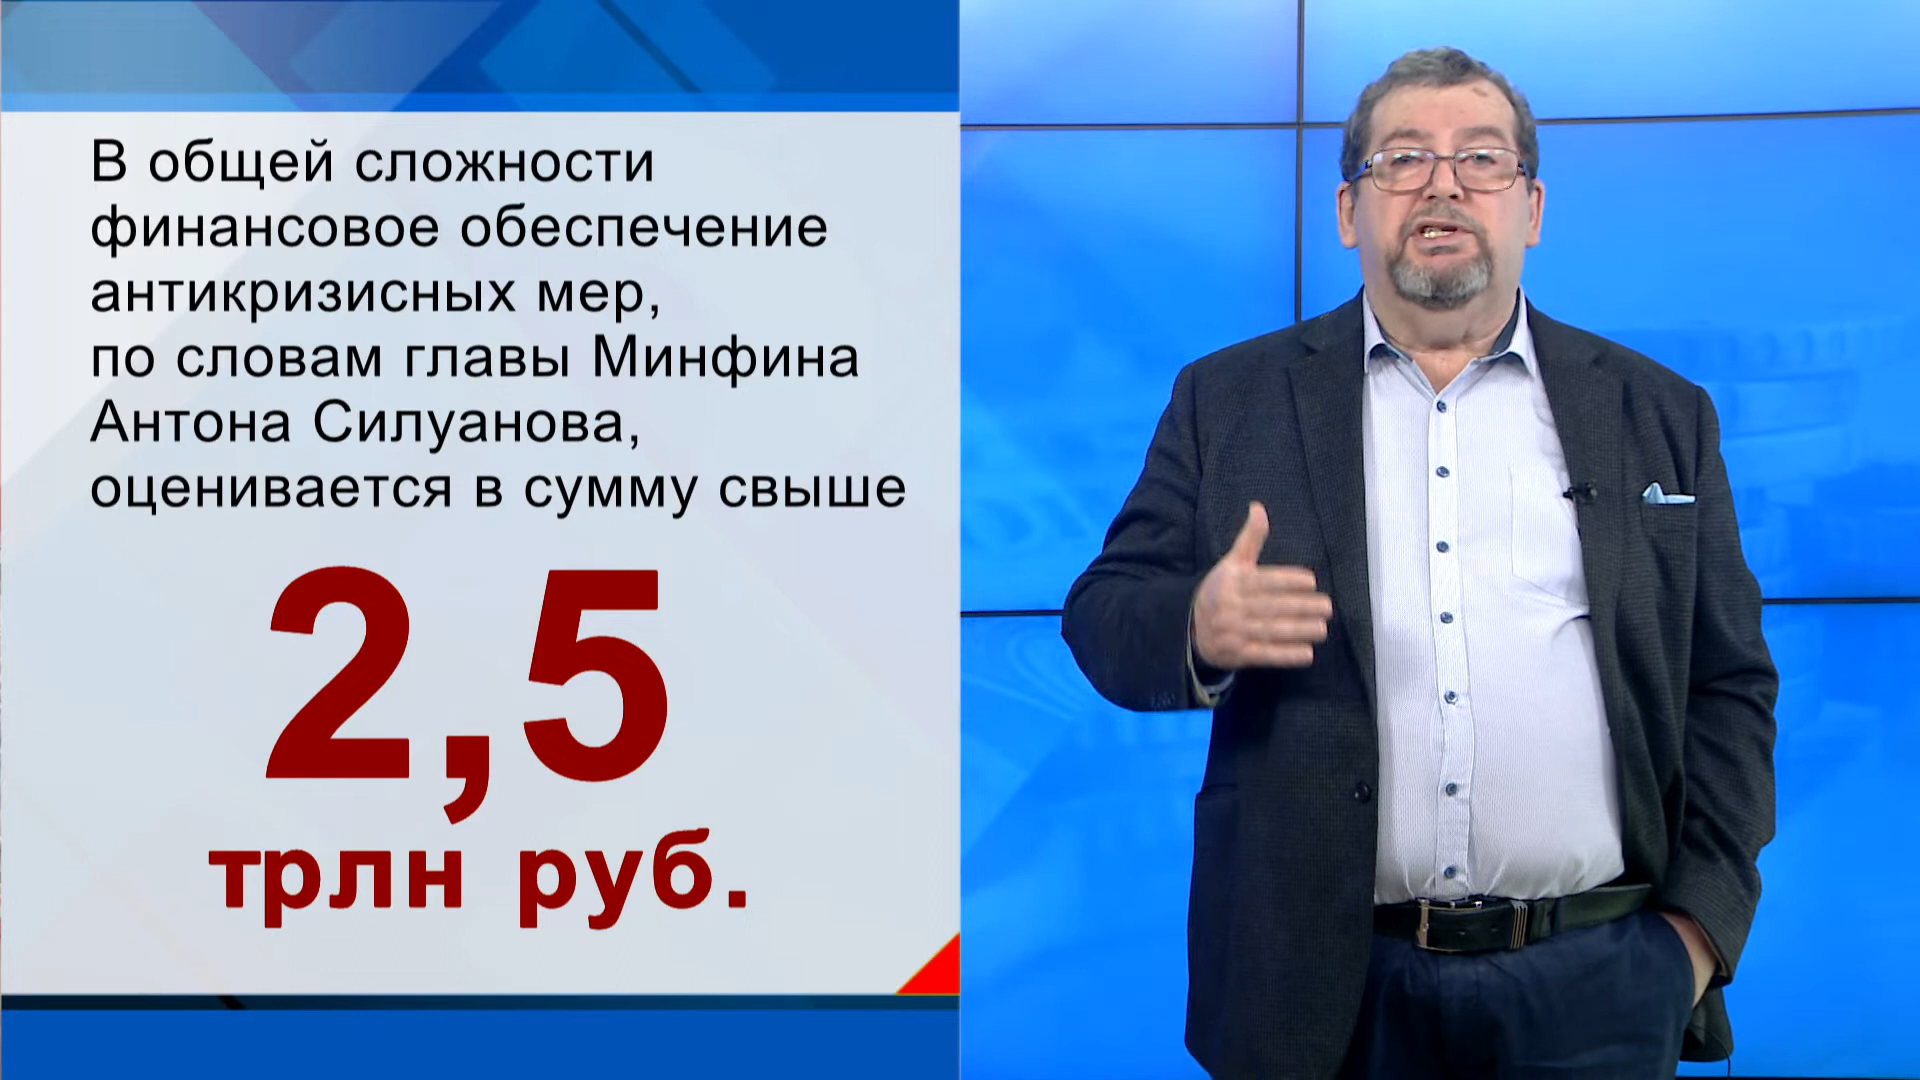 В общей сложности
финансовое обеспечение
антикризисных мер,
по словам главы Минфина
Антона Силуанова,
оценивается в сумму свыше
2,5
трлн руб.